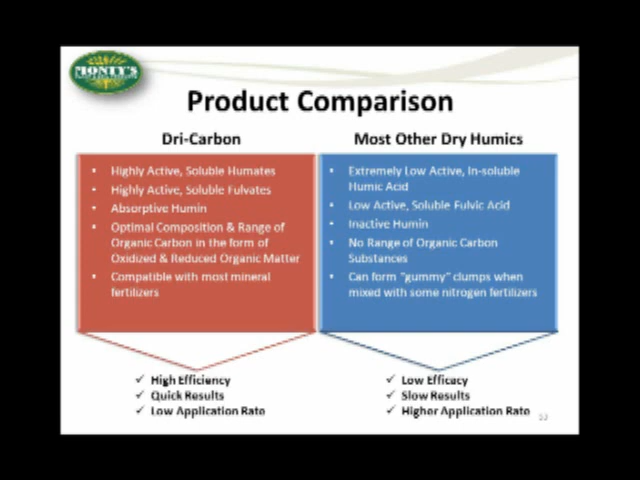 MONTY'S
Product Comparison
Dri-Carbon
• Highly Active, Soluble Humates
• Highly Active, Soluble Fulvates
• Absorptive Humin
• Optimal Composition & Range of
Organic Carbon in the form of
Oxidized & Reduced Organic Matter
• Compatible with most mineral
fertilizers
✓ High Efficiency
✓ Quick Results
✓ Low Application Rate
Most Other Dry Humics
• Extremely Low Active, In-soluble
Humic Acid
• Low Active, Soluble Fulvic Acid
• Inactive Humin
• No Range of Organic Carbon
Substances
• Can form "gummy" clumps when
mixed with some nitrogen fertilizers
✓ Low Efficacy
✓ Slow Results
✓ Higher Application Rate